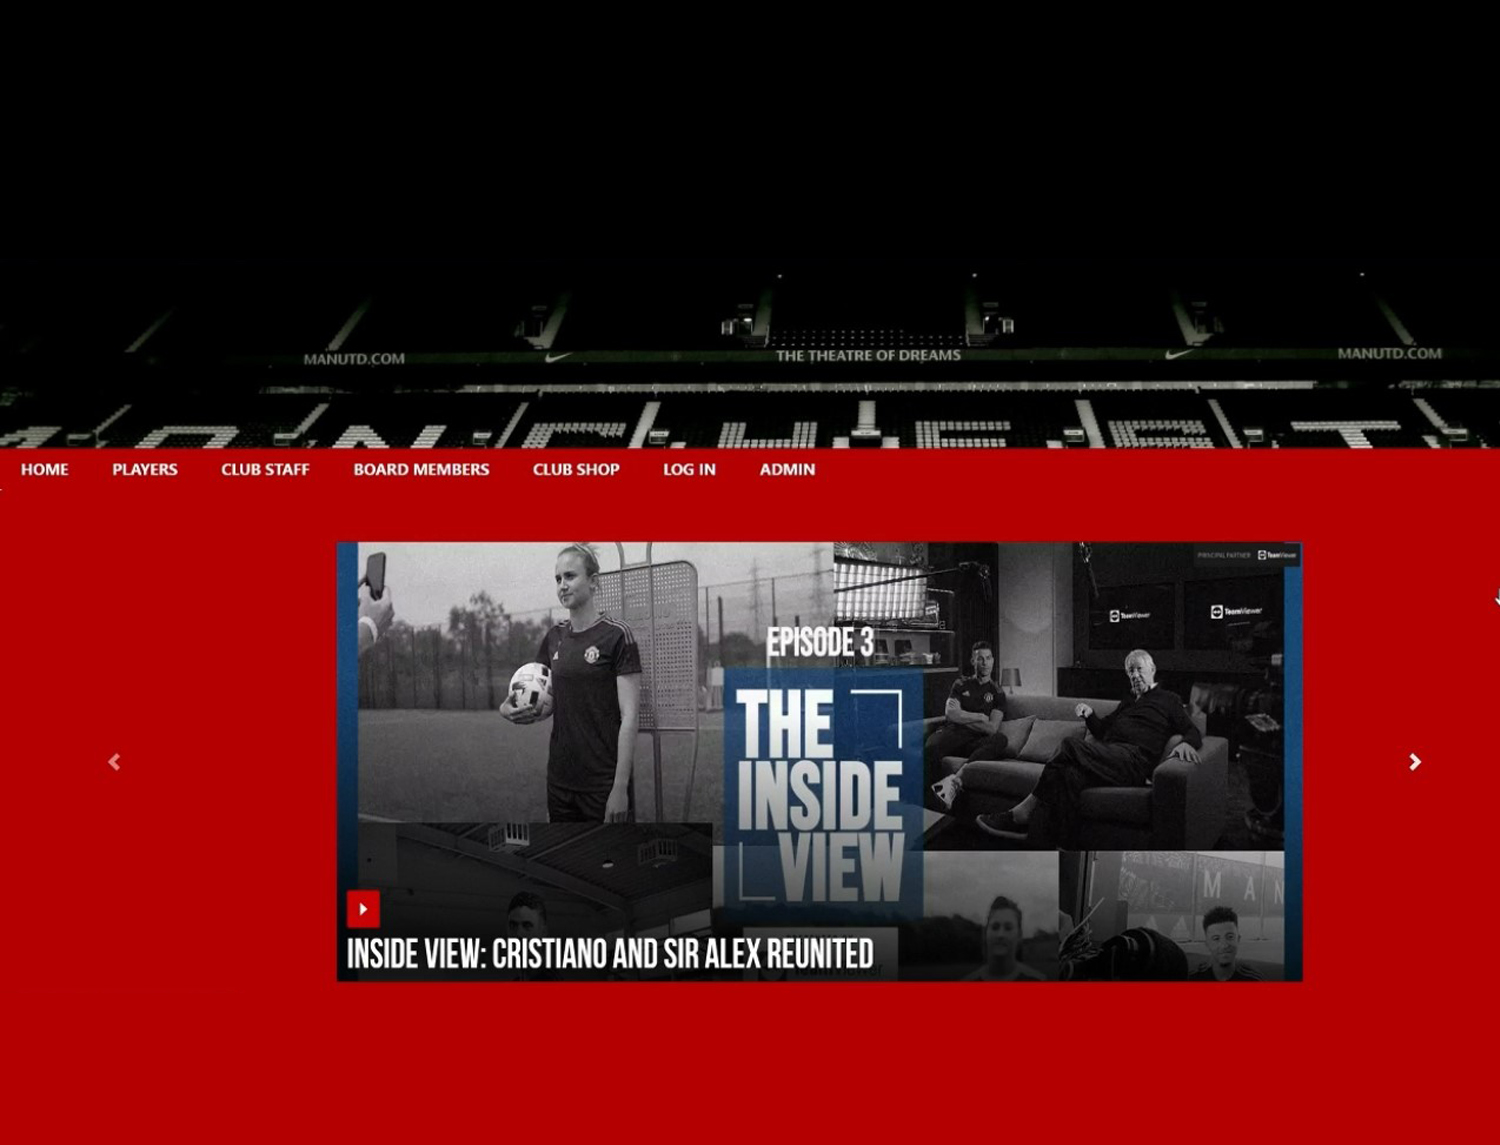 MANUTD.COM
THE THEATRE OF DREAMS
MANUTD.COM
HOME PLAYERS CLUB STAFF BOARD MEMBERS CLUB SHOP LOG IN ADMIN
PRINCIPAL PARTNER TeamViewer
TeamViewer
TeamViewer
EPISODE 3
THE
INSIDE
VIEW
MAN
INSIDE VIEW: CRISTIANO AND SIR ALEX REUNITED